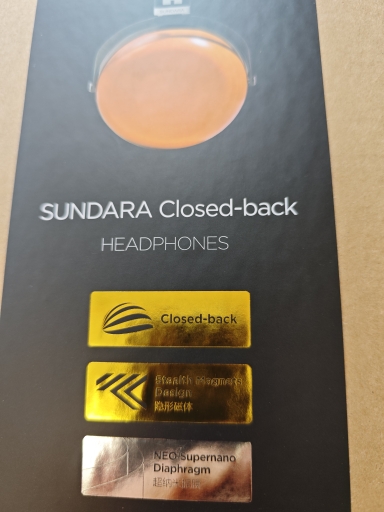 SUNDARA Closed-back
HEADPHONES
Closed-back
Stealth Magnets
Design
隐形磁体
NEO Supernano
Diaphragm